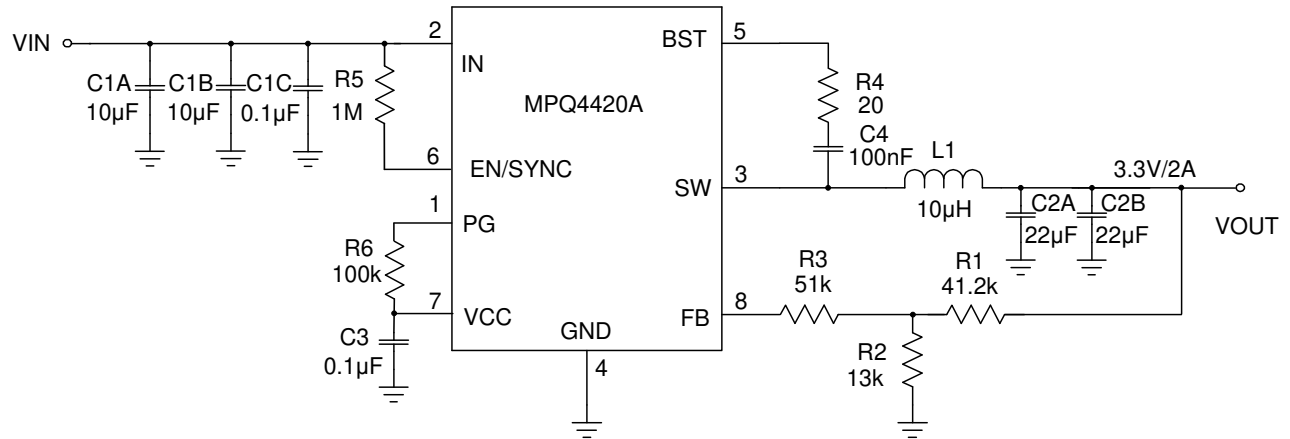 VIN
C1A
10µF
C1B
10µF
C1C
0.1µF
R5
1M
2
IN
6
EN/SYNC
1
PG
R6
100k
7
VCC
C3
0.1µF
MPQ4420A
GND
4
BST
5
R4
20
C4
100nF
SW
3
L1
10µH
3.3V/2A
C2A
22µF
C2B
22µF
VOUT
FB
8
R3
51k
R1
41.2k
R2
13k